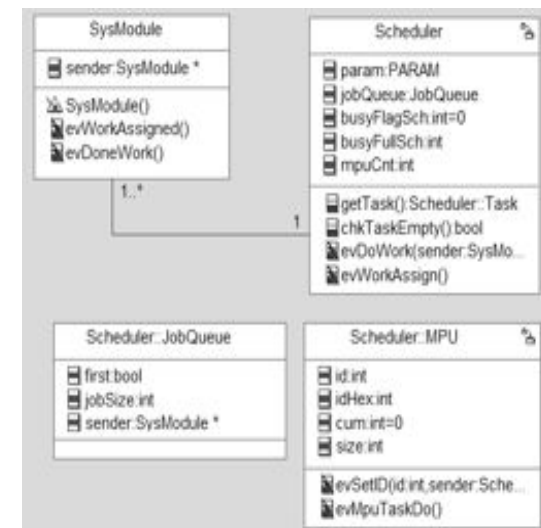 SysModule
sender:SysModule *
SysModule()
evWorkAssigned()
evDoneWork()
1..*
1
Scheduler
param:PARAM
jobQueue:JobQueue
busyFlagSch:int=0
busyFullSch:int
mpuCnt:int
getTask():Scheduler::Task
chkTaskEmpty():bool
evDoWork(sender:SysMo...
evWorkAssign()
Scheduler::JobQueue
first:bool
jobSize:int
sender:SysModule *
Scheduler::MPU
id:int
idHex:int
cum:int=0
size:int
evSetID(id:int,sender:Sche...
evMpuTaskDo()